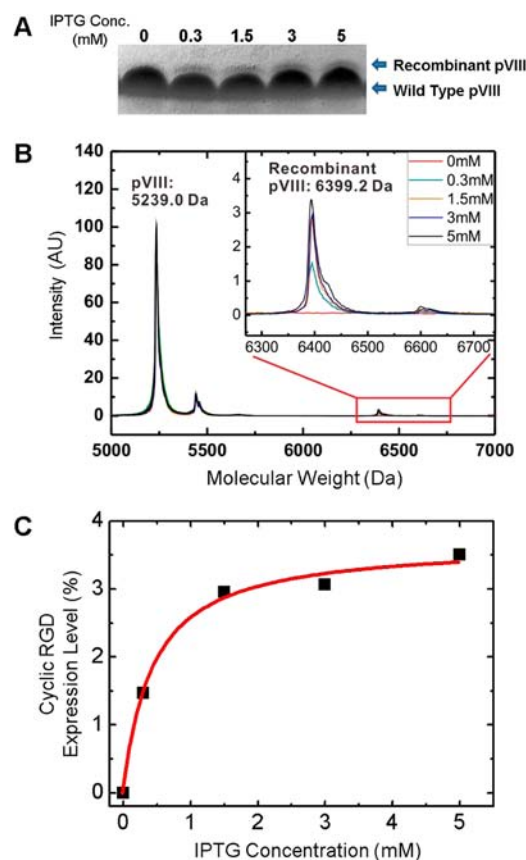 A
IPTG Conc.
(mM)
0 0.3 1.5 3 5
Recombinant pVIII
Wild Type pVIII
B
Intensity (AU)
140
120
100
80
60
40
20
0
pVIII:
5239.0 Da
Recombinant
pVIII: 6399.2 Da
0mM
0.3mM
1.5mM
3mM
5mM
4
3
2
1
0
6300 6400 6500 6600 6700
5000 5500 6000 6500 7000
Molecular Weight (Da)
C
Cyclic RGD
Expression Level (%)
4
3
2
1
0
0 1 2 3 4 5
IPTG Concentration (mM)